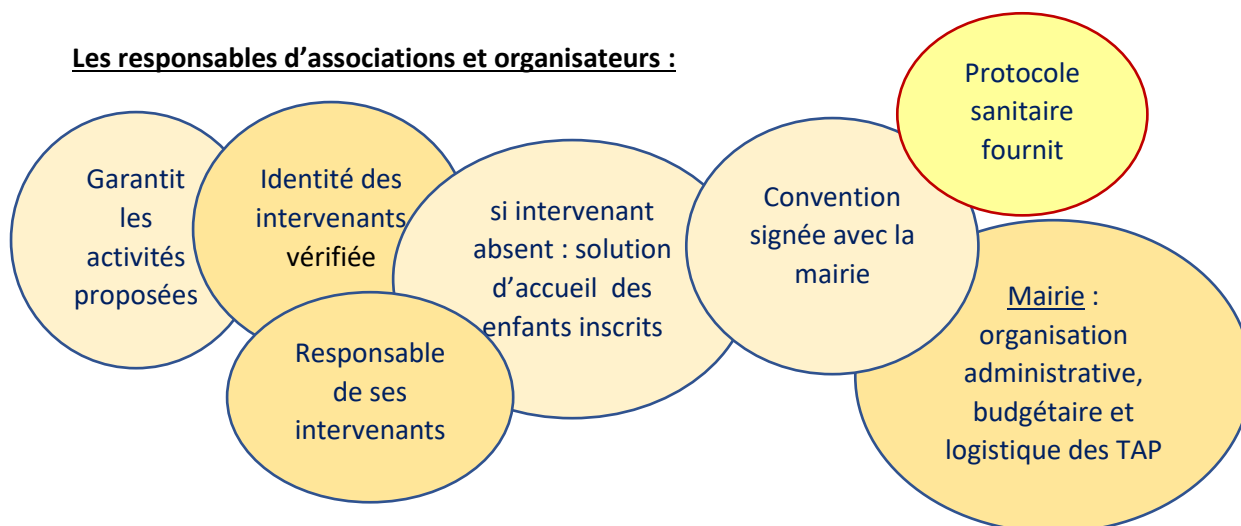 Les responsables d’associations et organisateurs :
Garantit
les
activités
proposées
Identité des
intervenants
vérifiée
Responsable
de ses
intervenants
si intervenant
absent : solution
d’accueil des
enfants inscrits
Convention
signée avec la
mairie
Protocole
sanitaire
fournit
Mairie :
organisation
administrative,
budgétaire et
logistique des TAP